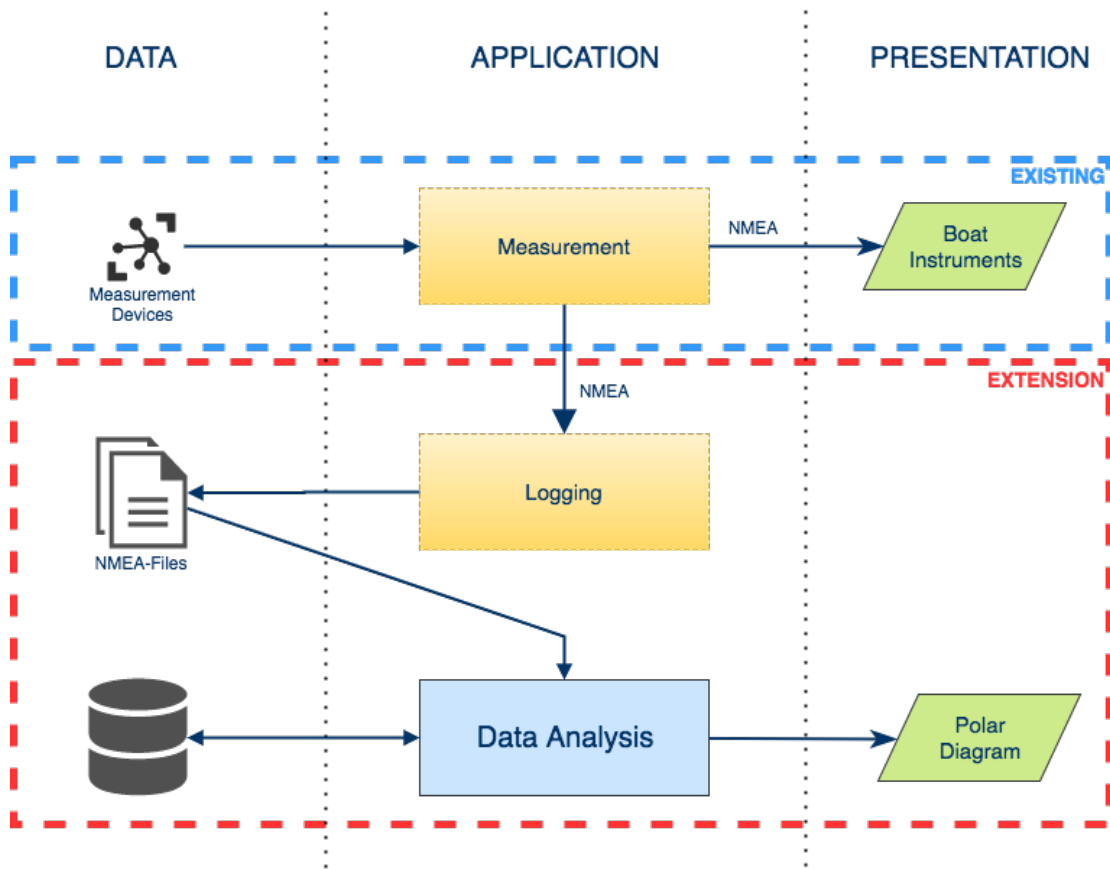 DATA
APPLICATION
PRESENTATION
EXISTING
Measurement
Devices
Measurement
NMEA
Boat
Instruments
EXTENSION
NMEA
NMEA-Files
Logging
Data Analysis
Polar
Diagram